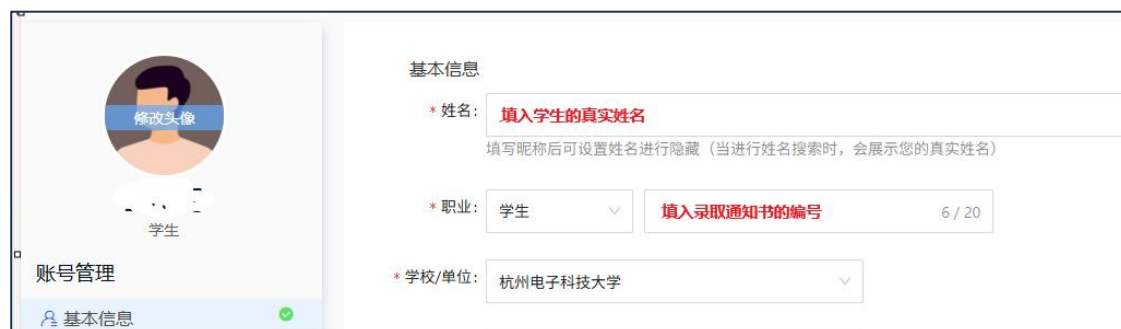 修改头像
学生
账号管理
基本信息
基本信息
* 姓名: 填入学生的真实姓名
填写昵称后可设置姓名进行隐藏（当进行姓名搜索时，会展示您的真实姓名）
* 职业: 学生 填入录取通知书的编号 6 / 20
* 学校/单位: 杭州电子科技大学